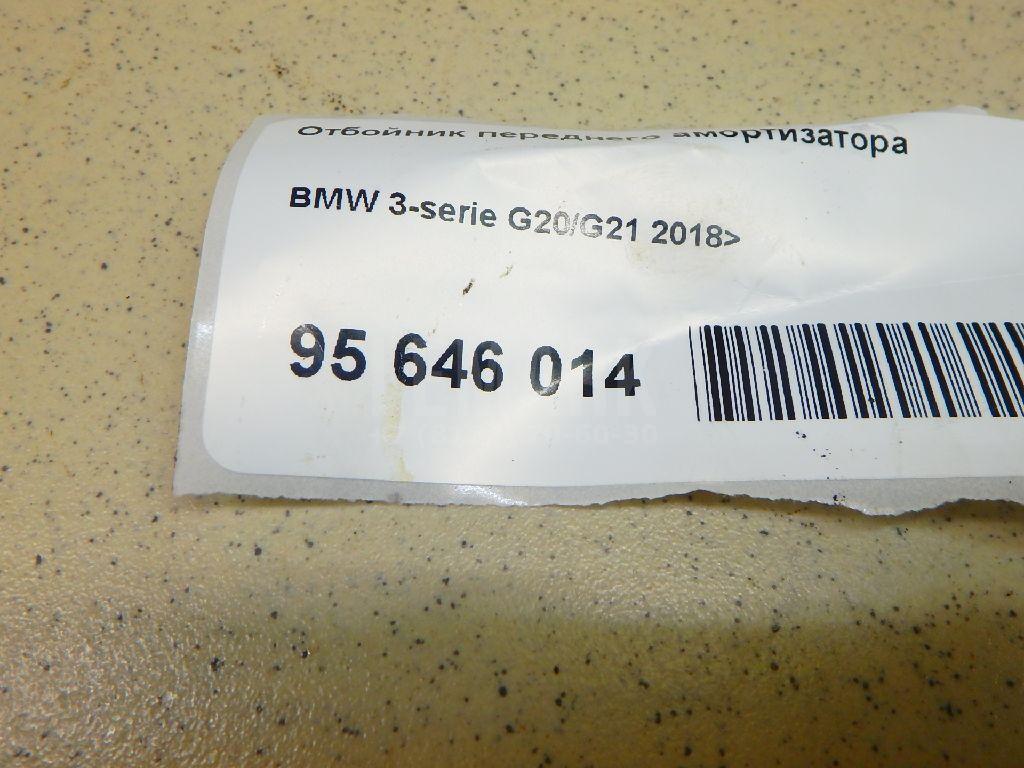 Отбойник переднего амортизатора
BMW 3-serie G20/G21 2018>
95 646 014